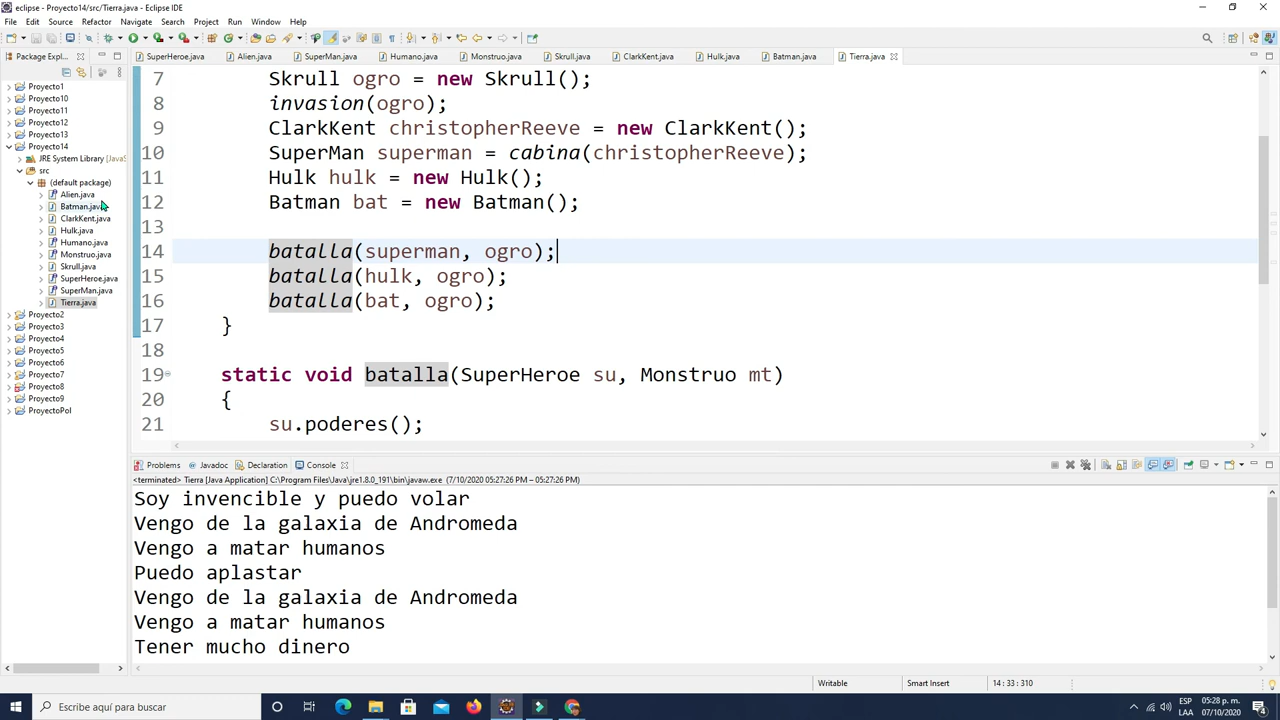 eclipse - Proyecto14/src/Tierra.java - Eclipse IDE
File Edit Source Refactor Navigate Search Project Run Window Help
Package Expl...
SuperHeroe.java Alien.java SuperMan.java Humano.java Monstruo.java Skrull.java ClarkKent.java Hulk.java Batman.java Tierra.java
Proyecto1
Proyecto10
Proyecto11
Proyecto12
Proyecto13
Proyecto14
JRE System Library [JavaS
src
(default package)
Alien.java
Batman.java
ClarkKent.java
Hulk.java
Humano.java
Monstruo.java
Skrull.java
SuperHeroe.java
SuperMan.java
Tierra.java
Proyecto2
Proyecto3
Proyecto4
Proyecto5
Proyecto6
Proyecto7
Proyecto8
Proyecto9
ProyectoPol
7 Skrull ogro = new Skrull();
8 invasion(ogro);
9 ClarkKent christopherReeve = new ClarkKent();
10 SuperMan superman = cabina(christopherReeve);
11 Hulk hulk = new Hulk();
12 Batman bat = new Batman();
13
14 batalla(superman, ogro);
15 batalla(hulk, ogro);
16 batalla(bat, ogro);
17 }
18
19 static void batalla(SuperHeroe su, Monstruo mt)
20 {
21 su.poderes();
Problems Javadoc Declaration Console
<terminated> Tierra [Java Application] C:\Program Files\Java\jre1.8.0_191\bin\javaw.exe (7/10/2020 05:27:26 PM – 05:27:26 PM)
Soy invencible y puedo volar
Vengo de la galaxia de Andromeda
Vengo a matar humanos
Puedo aplastar
Vengo de la galaxia de Andromeda
Vengo a matar humanos
Tener mucho dinero
Writable Smart Insert 14 : 33 : 310
Escribe aquí para buscar
ESP 05:28 p. m.
LAA 07/10/2020
4